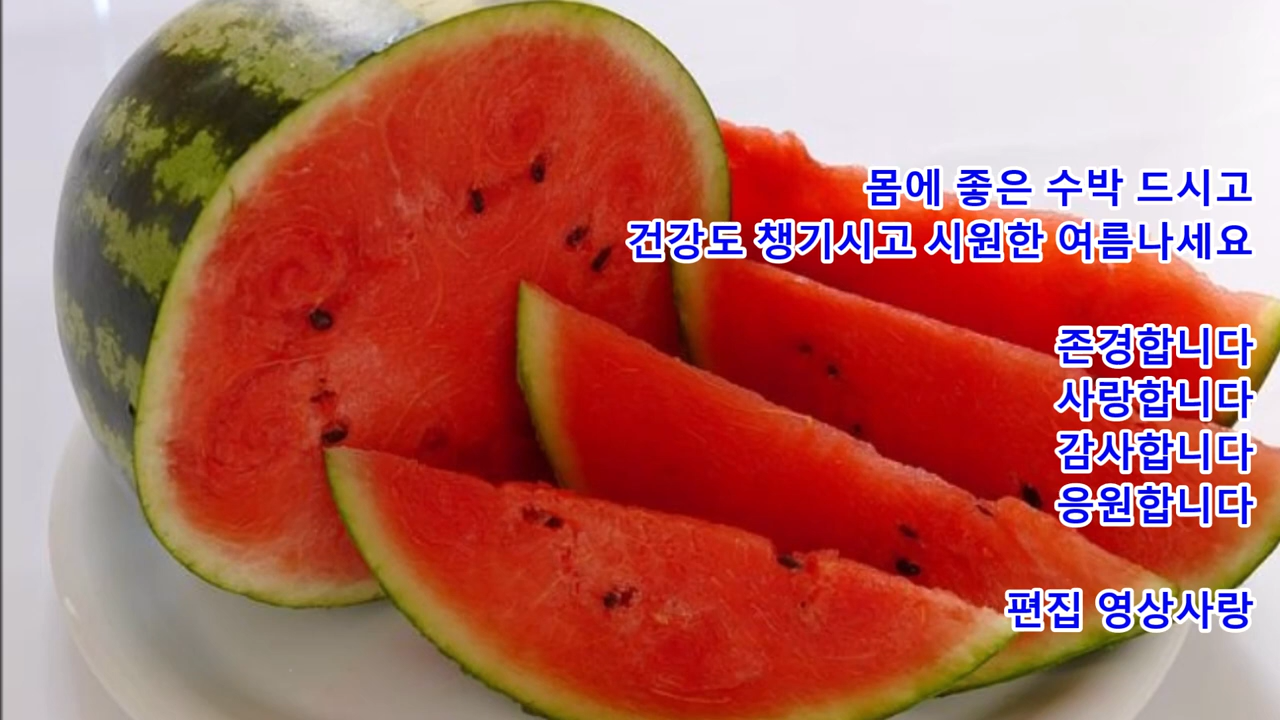 몸에 좋은 수박 드시고
건강도 챙기시고 시원한 여름나세요
존경합니다
사랑합니다
감사합니다
응원합니다
편집 영상사랑